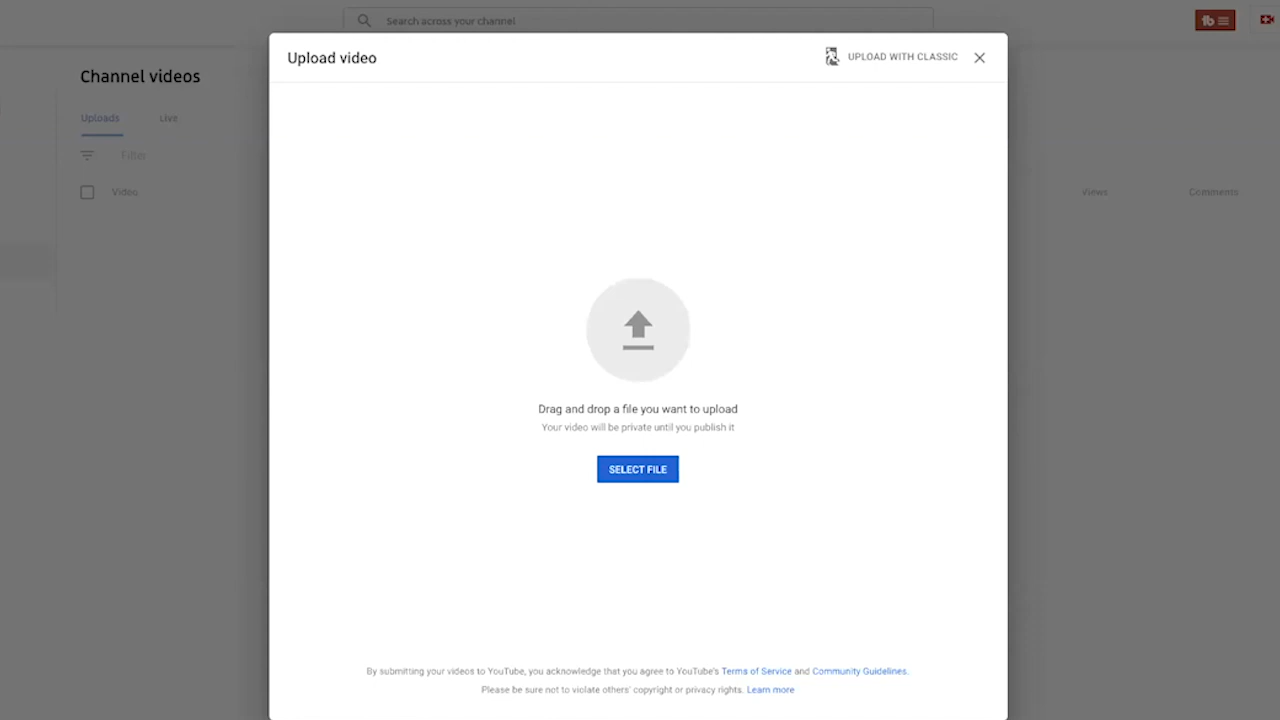 Search across your channel
tb
Upload video
UPLOAD WITH CLASSIC
Channel videos
Uploads
Live
Filter
Video
Views
Comments
Drag and drop a file you want to upload
Your video will be private until you publish it
SELECT FILE
By submitting your videos to YouTube, you acknowledge that you agree to YouTube's Terms of Service and Community Guidelines.
Please be sure not to violate others' copyright or privacy rights. Learn more